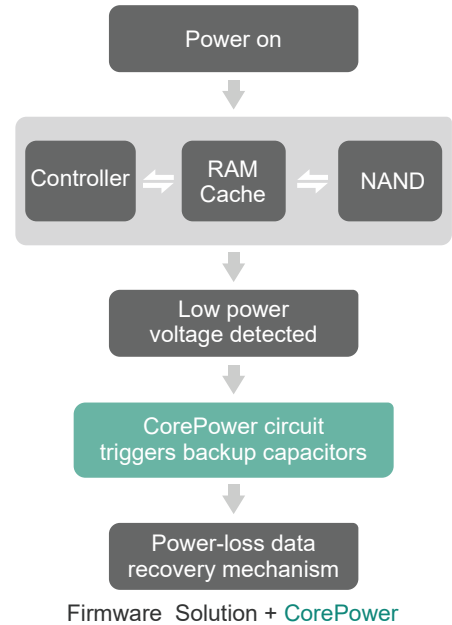 Power on
Controller
RAM
Cache
NAND
Low power
voltage detected
CorePower circuit
triggers backup capacitors
Power-loss data
recovery mechanism
Firmware Solution + CorePower